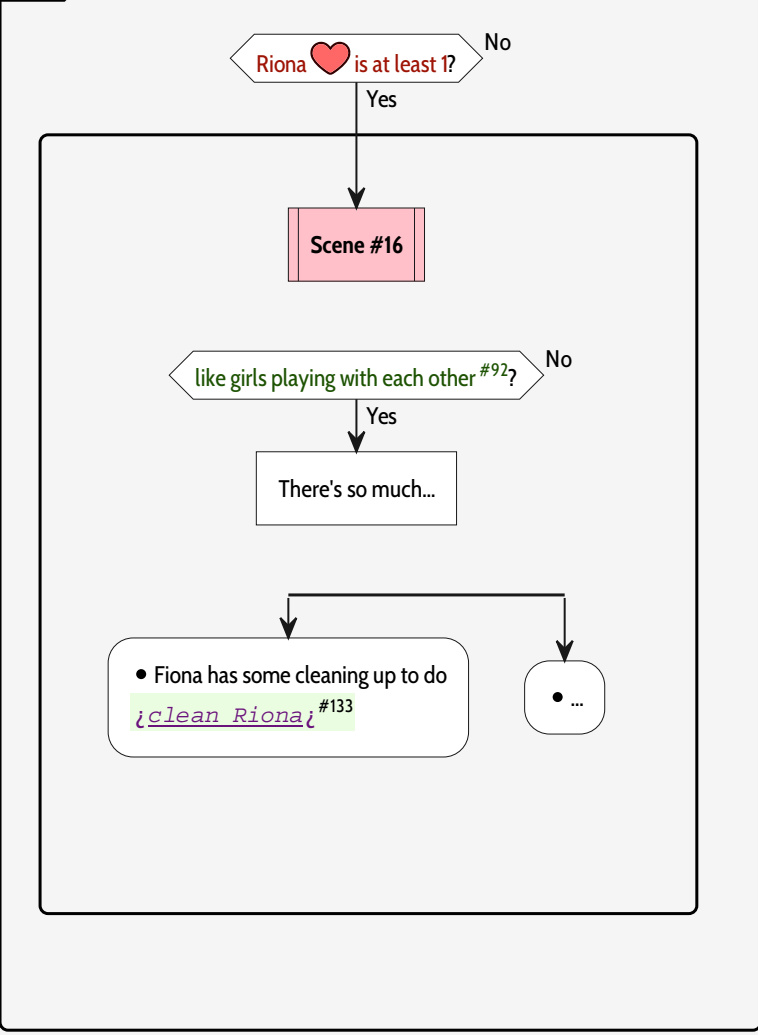 Riona is at least 1?
No
Yes
Scene #16
like girls playing with each other #92?
No
Yes
There's so much...
• Fiona has some cleaning up to do
¿clean Riona¿ #133
• ...